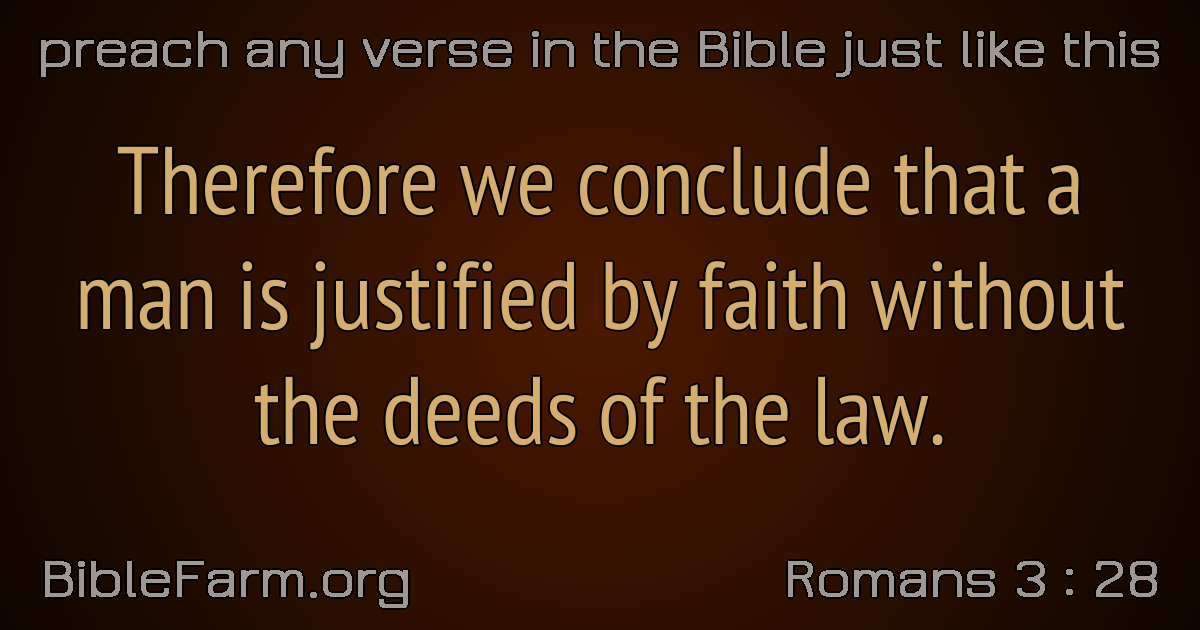 preach any verse in the Bible just like this
Therefore we conclude that a
man is justified by faith without
the deeds of the law.
BibleFarm.org
Romans 3 : 28